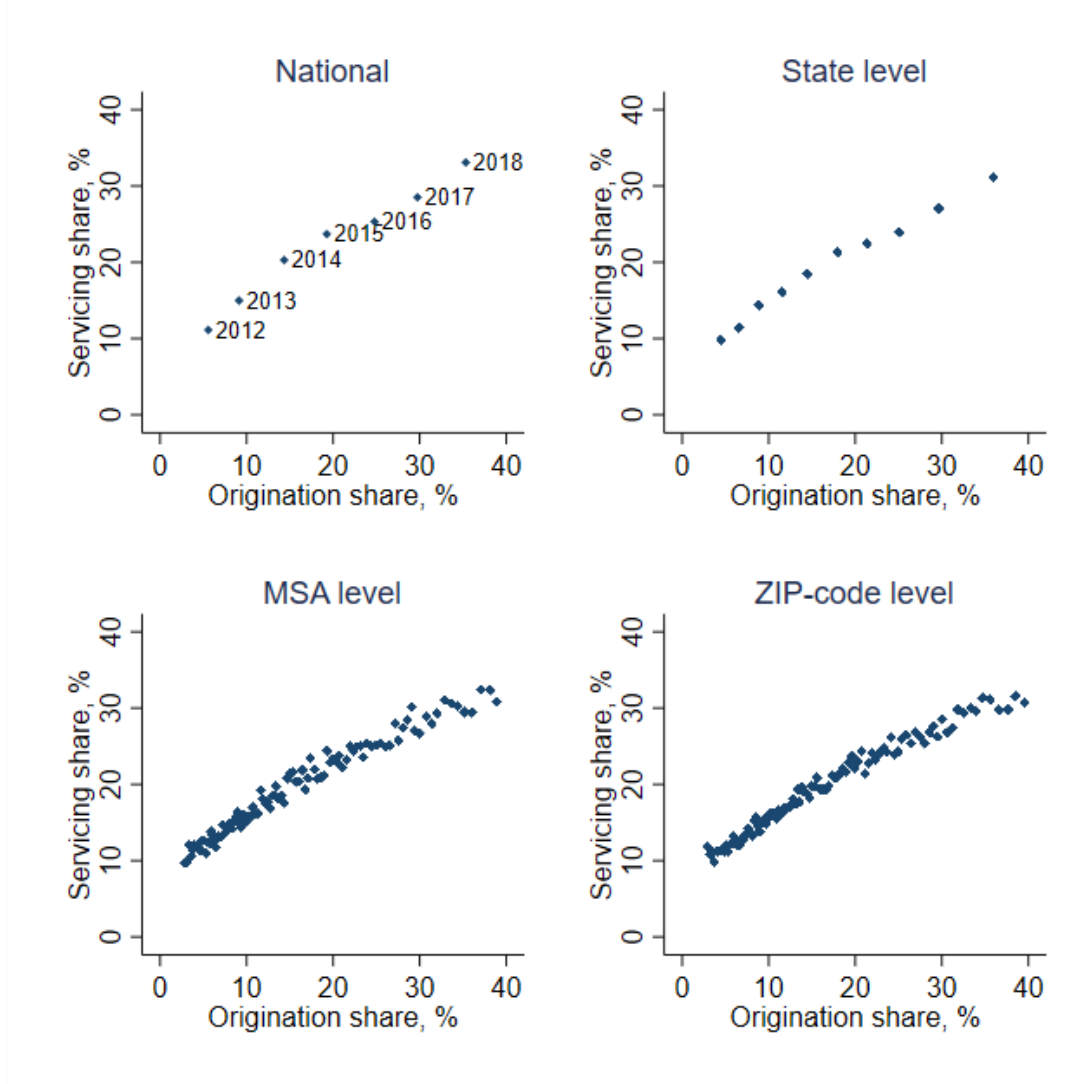 National
Servicing share, %
40
30
20
10
0
2018
2017
2016
2015
2014
2013
2012
0 10 20 30 40
Origination share, %
State level
Servicing share, %
40
30
20
10
0
0 10 20 30 40
Origination share, %
MSA level
Servicing share, %
40
30
20
10
0
0 10 20 30 40
Origination share, %
ZIP-code level
Servicing share, %
40
30
20
10
0
0 10 20 30 40
Origination share, %